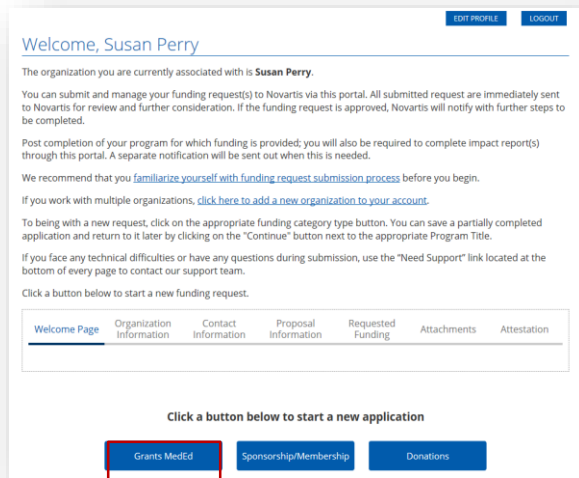 EDIT PROFILE LOGOUT
Welcome, Susan Perry
The organization you are currently associated with is Susan Perry.
You can submit and manage your funding request(s) to Novartis via this portal. All submitted request are immediately sent
to Novartis for review and further consideration. If the funding request is approved, Novartis will notify with further steps to
be completed.
Post completion of your program for which funding is provided; you will also be required to complete impact report(s)
through this portal. A separate notification will be sent out when this is needed.
We recommend that you familiarize yourself with funding request submission process before you begin.
If you work with multiple organizations, click here to add a new organization to your account.
To being with a new request, click on the appropriate funding category type button. You can save a partially completed
application and return to it later by clicking on the "Continue" button next to the appropriate Program Title.
If you face any technical difficulties or have any questions during submission, use the "Need Support" link located at the
bottom of every page to contact our support team.
Click a button below to start a new funding request.
Welcome Page Organization Information Contact Information Proposal Information Requested Funding Attachments Attestation
Click a button below to start a new application
Grants MedEd Sponsorship/Membership Donations